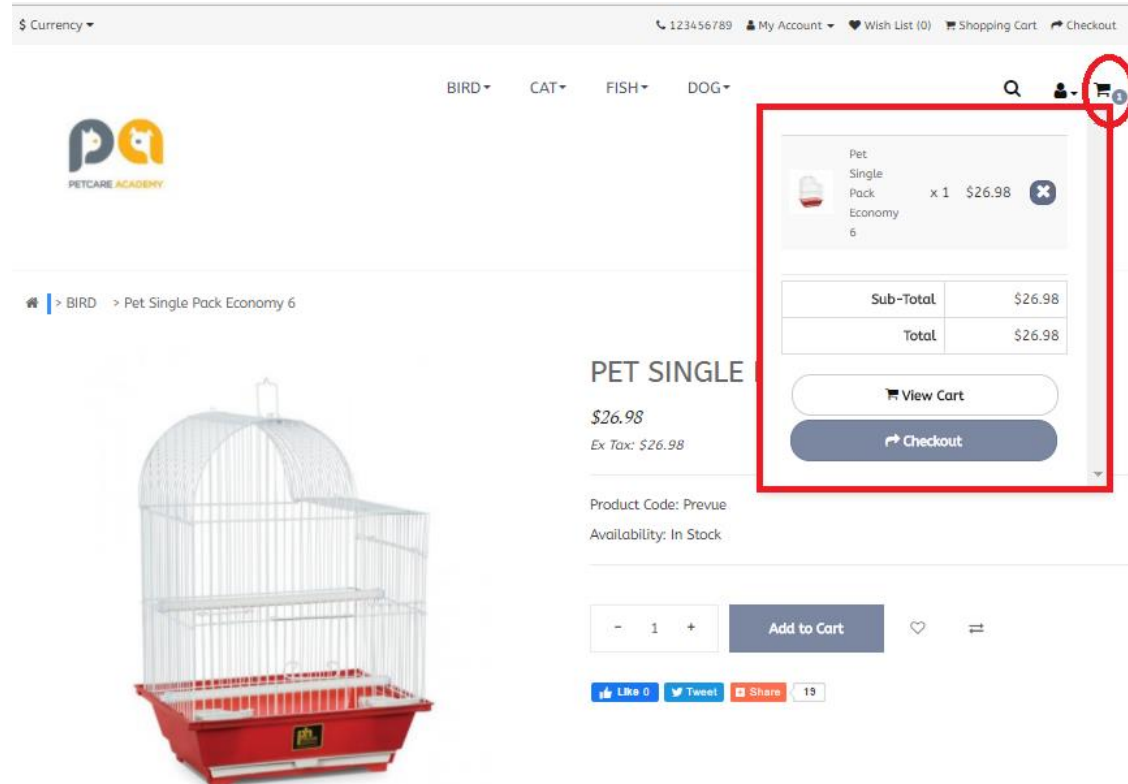 $ Currency
123456789 My Account Wish List (0) Shopping Cart Checkout
BIRD CAT FISH DOG
1
pa
PETCARE ACADEMY
Pet
Single
Pack
Economy
6
x 1 $26.98
Sub-Total $26.98
Total $26.98
View Cart
Checkout
> BIRD > Pet Single Pack Economy 6
PET SINGLE
$26.98
Ex Tax: $26.98
Product Code: Prevue
Availability: In Stock
- 1 + Add to Cart
Like 0 Tweet Share 19